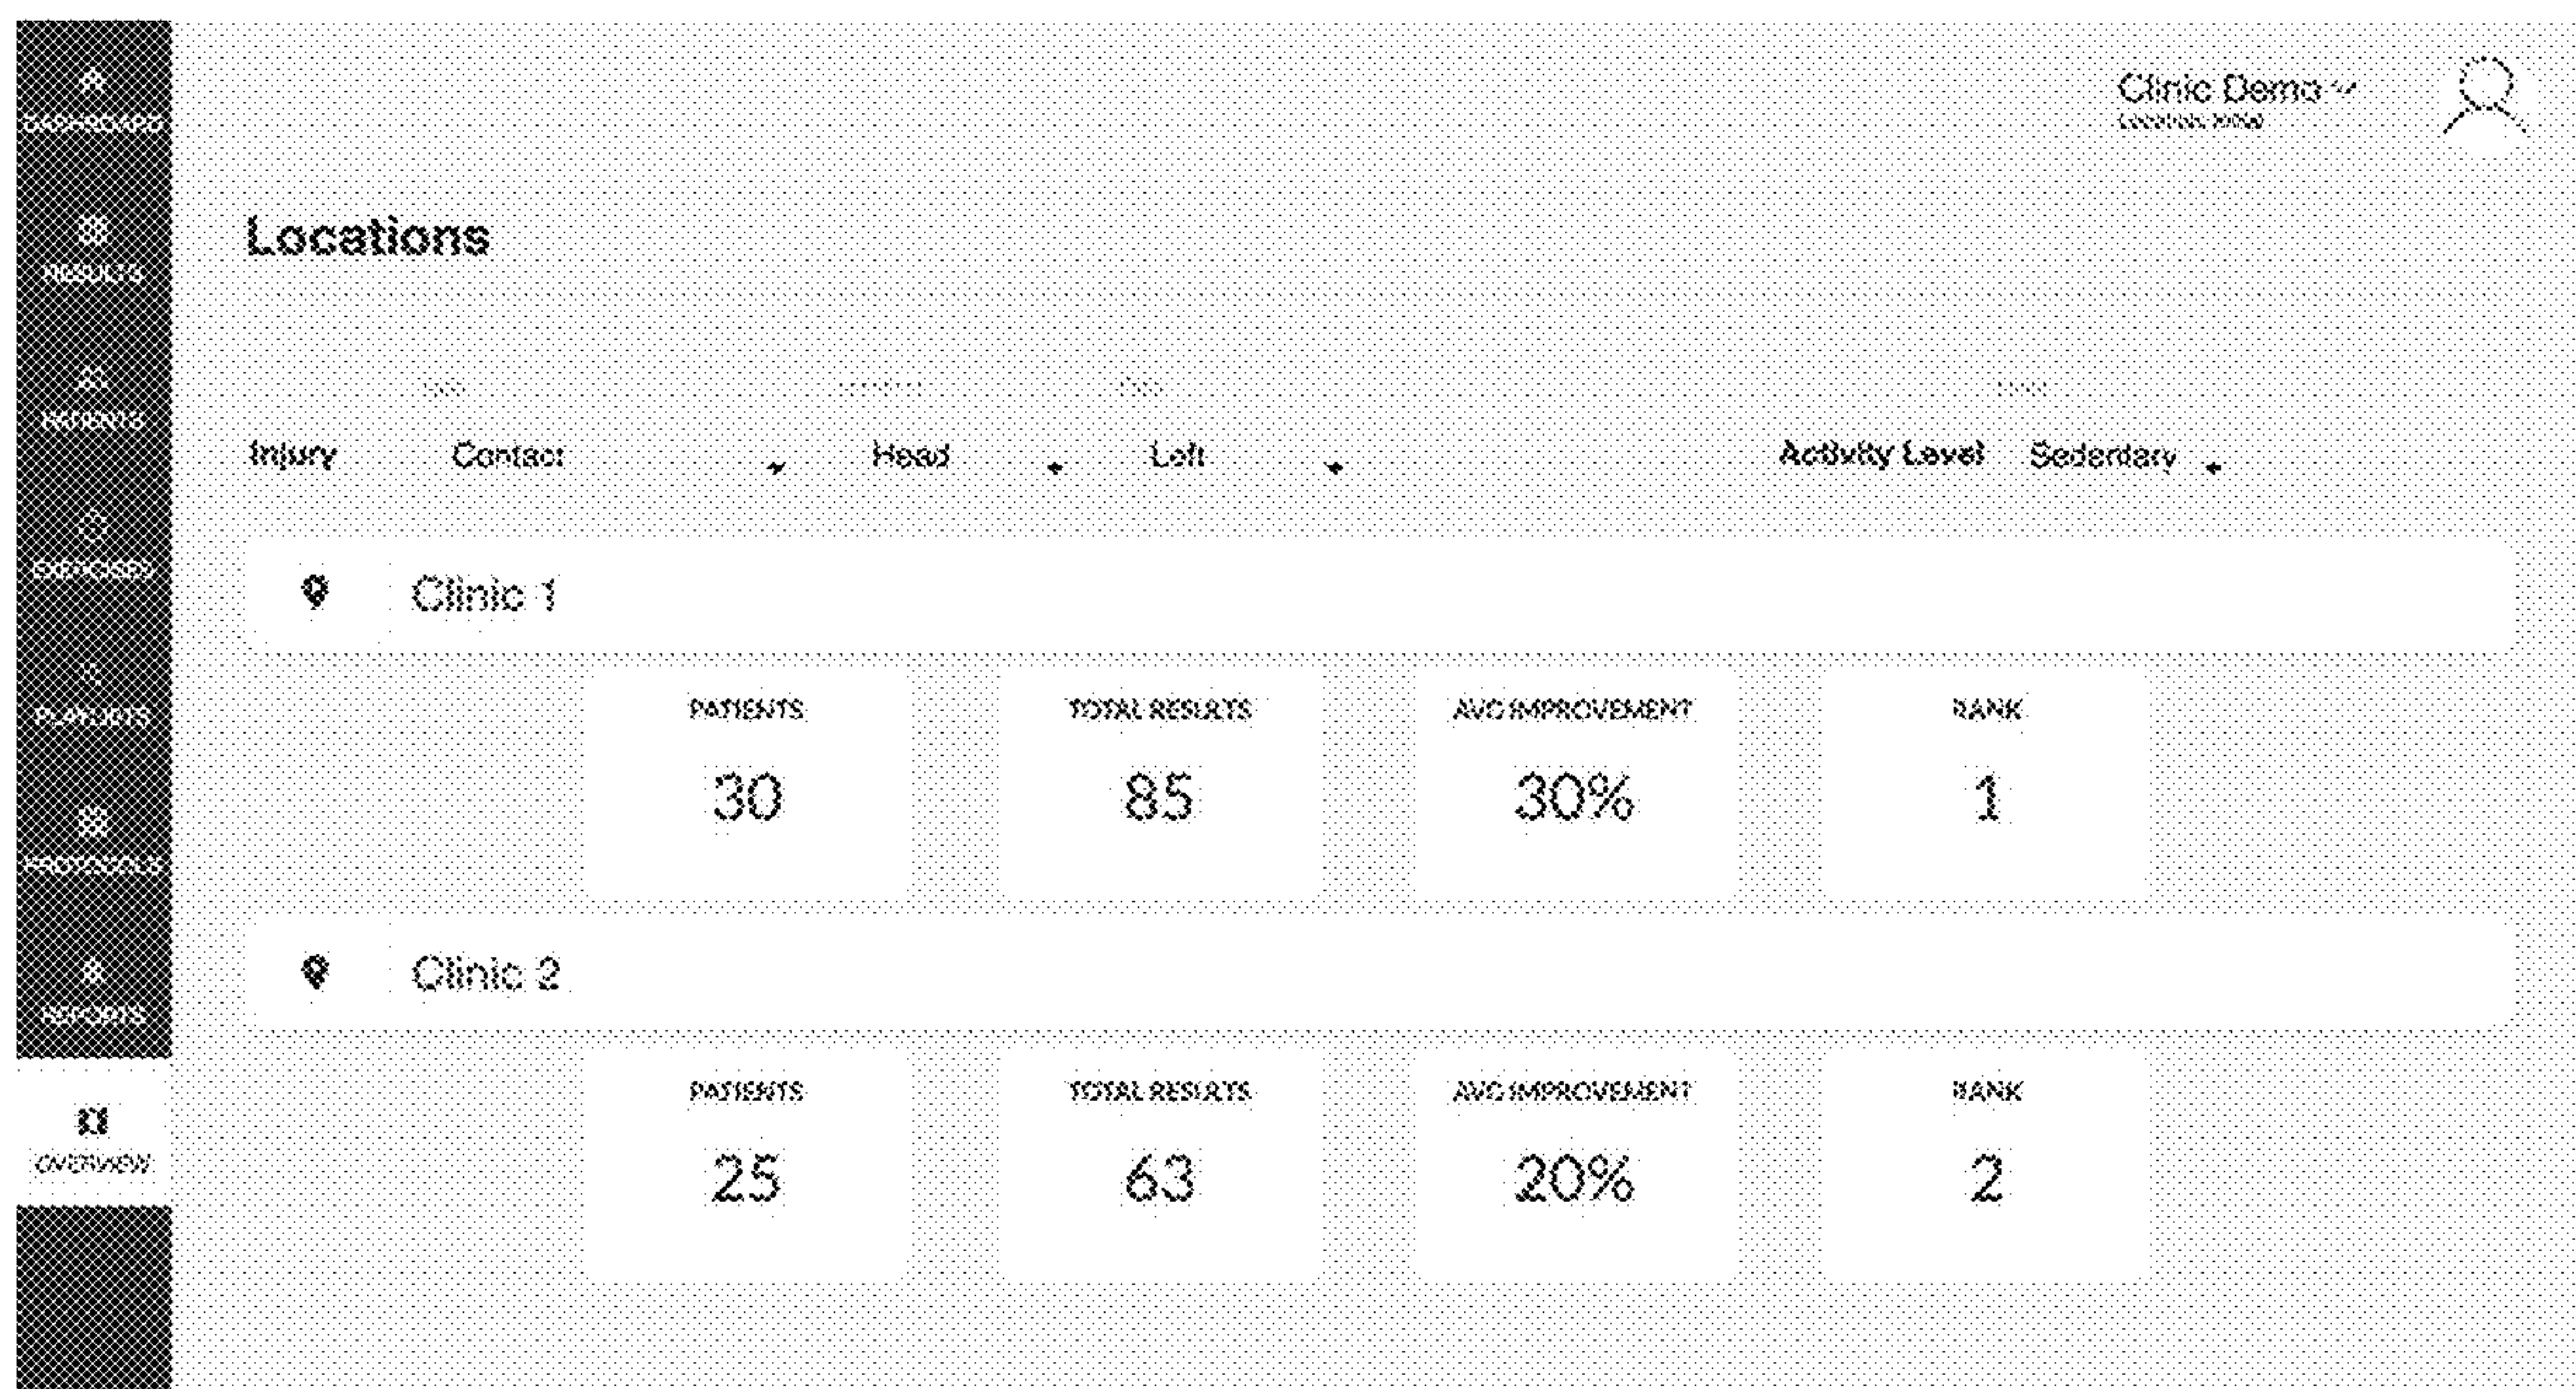 DASHBOARD
RESULTS
PATIENTS
EXERCISES
PLAYLISTS
PROTOCOLS
REPORTS
OVERVIEW
Clinic Demo
Location:
Locations
Injury Contact Head Left Activity Level Sedentary
Clinic 1
PATIENTS TOTAL RESULTS AVG IMPROVEMENT RANK
30 85 30% 1
Clinic 2
PATIENTS TOTAL RESULTS AVG IMPROVEMENT RANK
25 63 20% 2